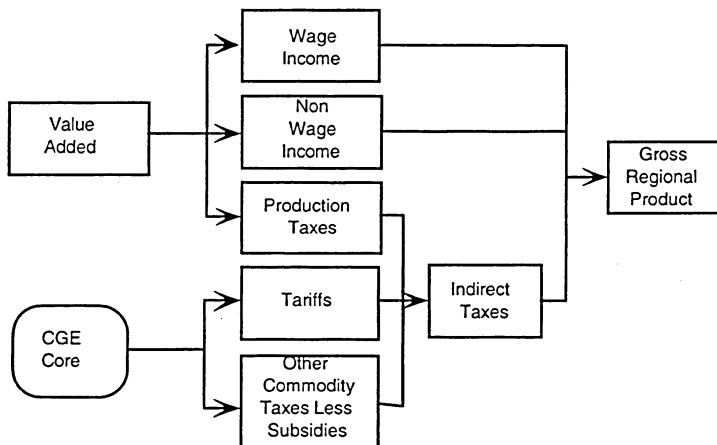 Wage
Income
Value
Added
Non
Wage
Income
Gross
Regional
Product
Production
Taxes
Tariffs
Indirect
Taxes
CGE
Core
Other
Commodity
Taxes Less
Subsidies